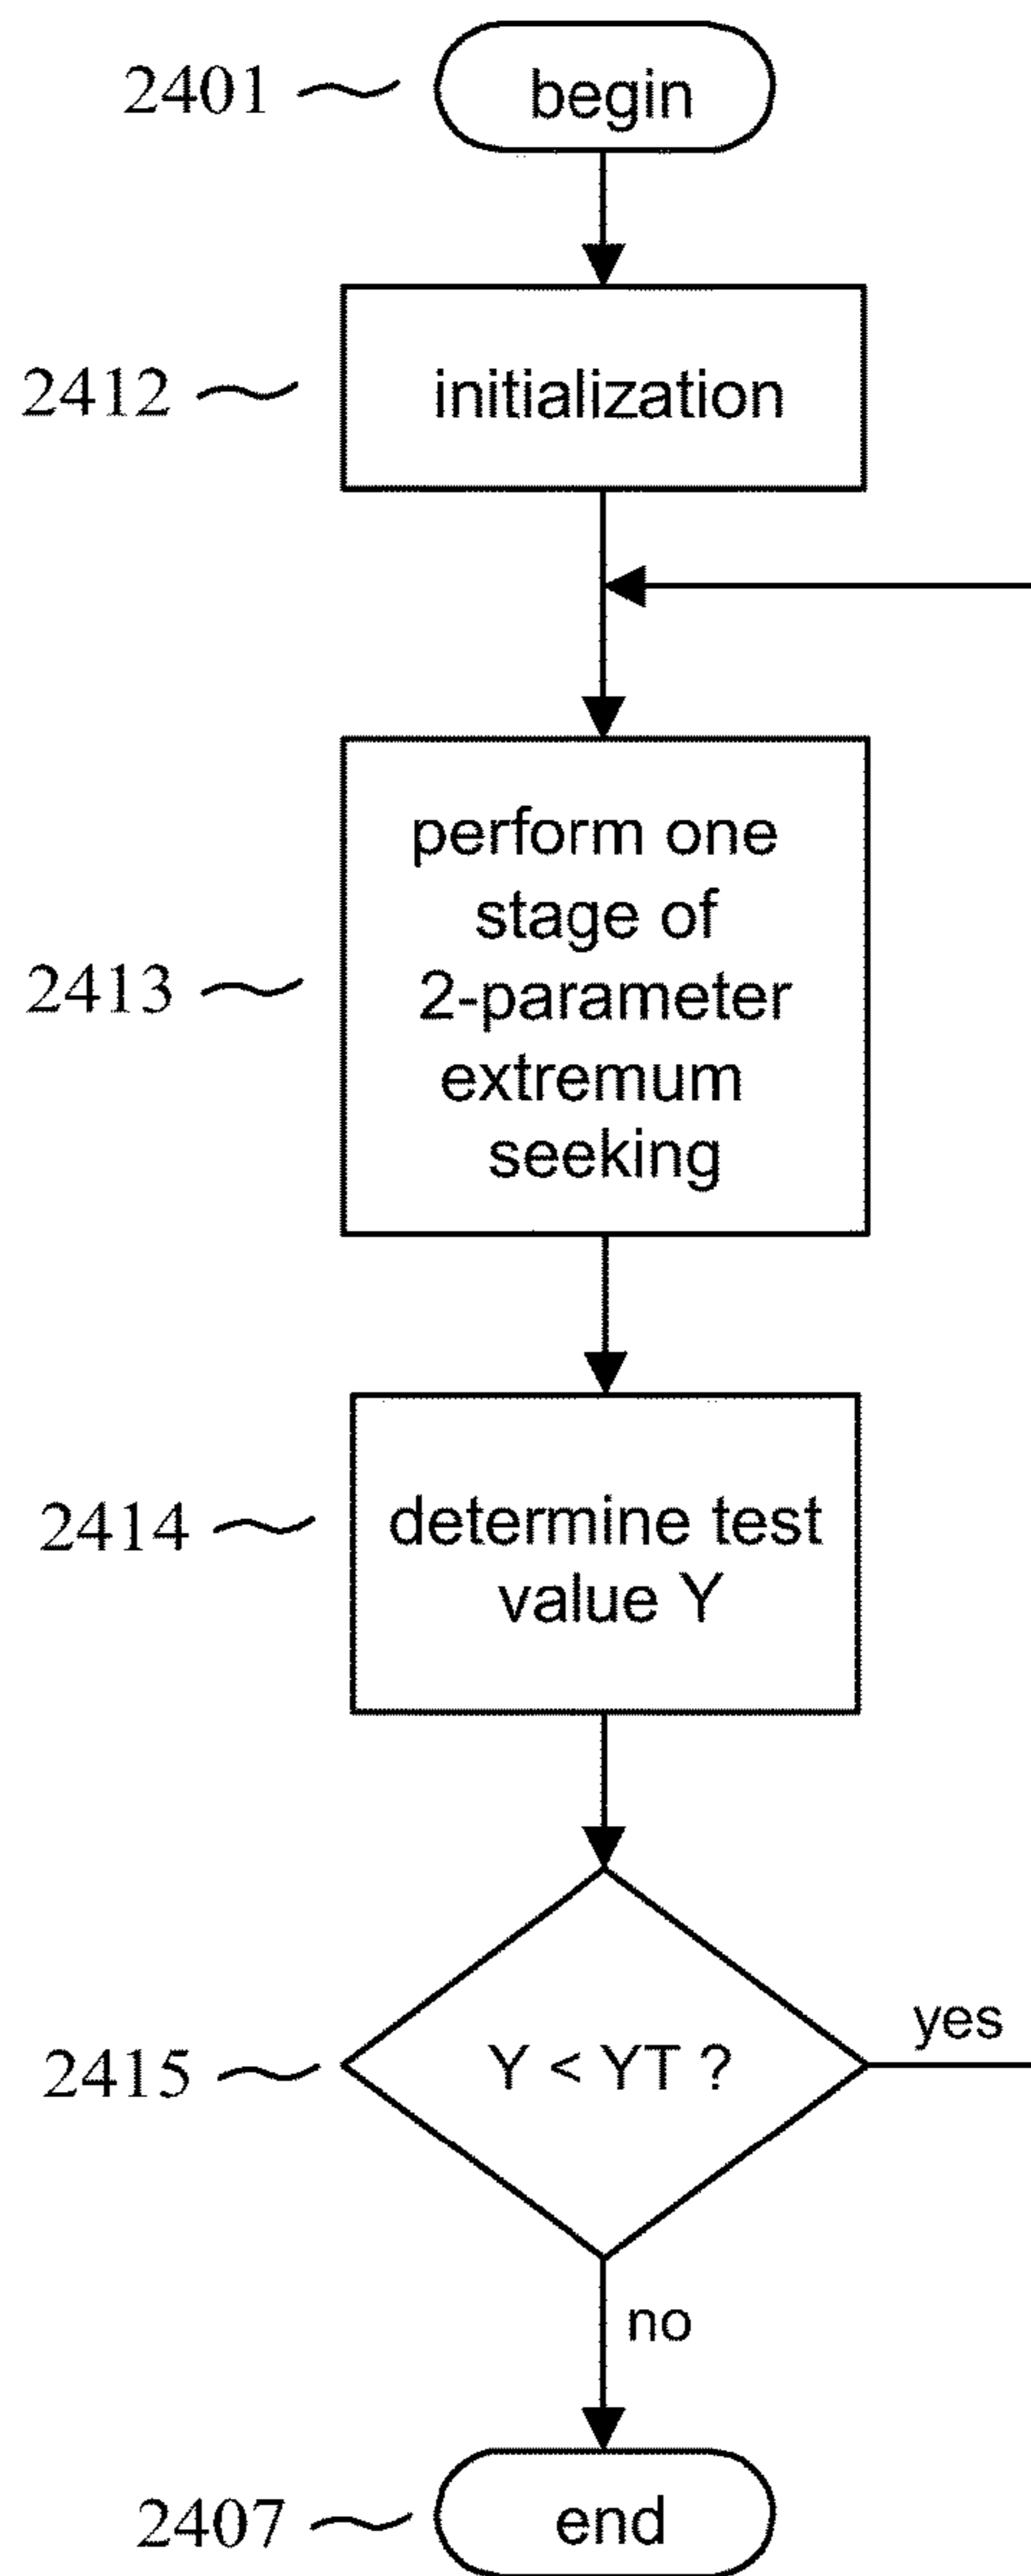 2401
begin
2412
initialization
2413
perform one
stage of
2-parameter
extremum
seeking
2414
determine test
value Y
2415
Y < YT ?
yes
no
2407
end